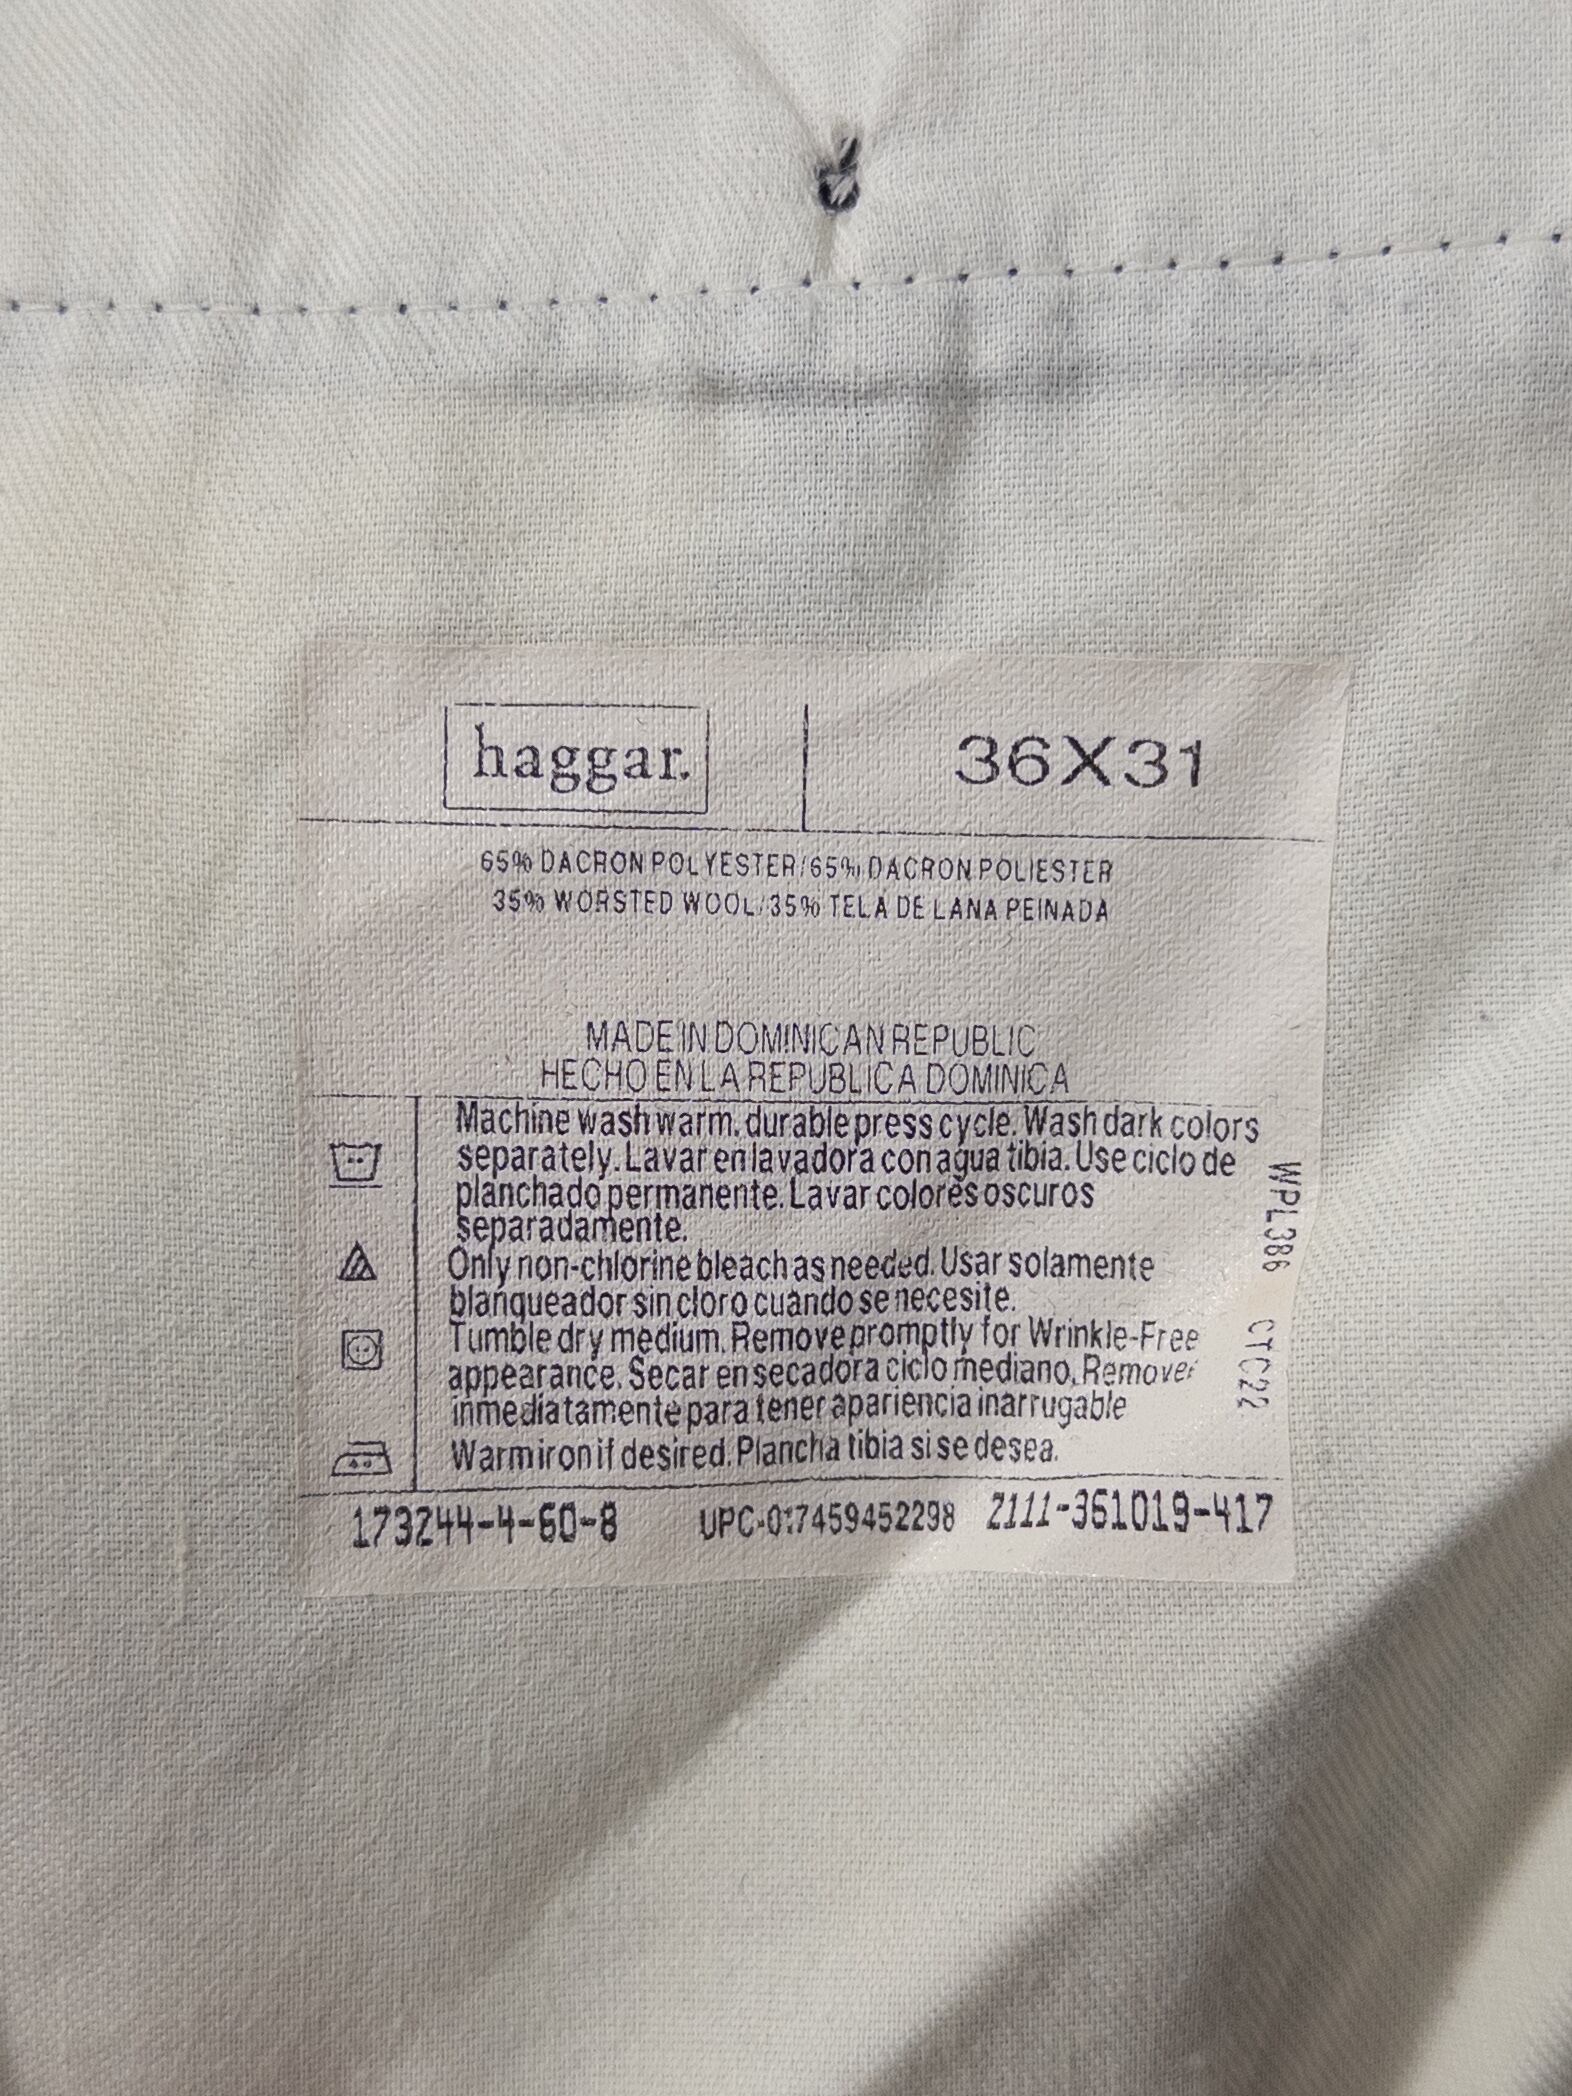 haggar.
36X31
65% DACRON POLYESTER/65% DACRON POLIESTER
35% WORSTED WOOL/35% TELA DE LANA PEINADA
MADE IN DOMINICAN REPUBLIC
HECHO EN LA REPUBLICA DOMINICA
Machine wash warm. durable press cycle. Wash dark colors
separately. Lavar en lavadora con agua tibia. Use ciclo de
planchado permanente. Lavar colores oscuros
separadamente.
Only non-chlorine bleach as needed. Usar solamente
blanqueador sin cloro cuando se necesite.
Tumble dry medium. Remove promptly for Wrinkle-Free
appearance. Secar en secadora ciclo mediano. Remover
inmediatamente para tener apariencia inarrugable
Warm iron if desired. Plancha tibia si se desea.
WPL386
CTC22
173244-4-60-8 UPC-017459452298 2111-361019-417